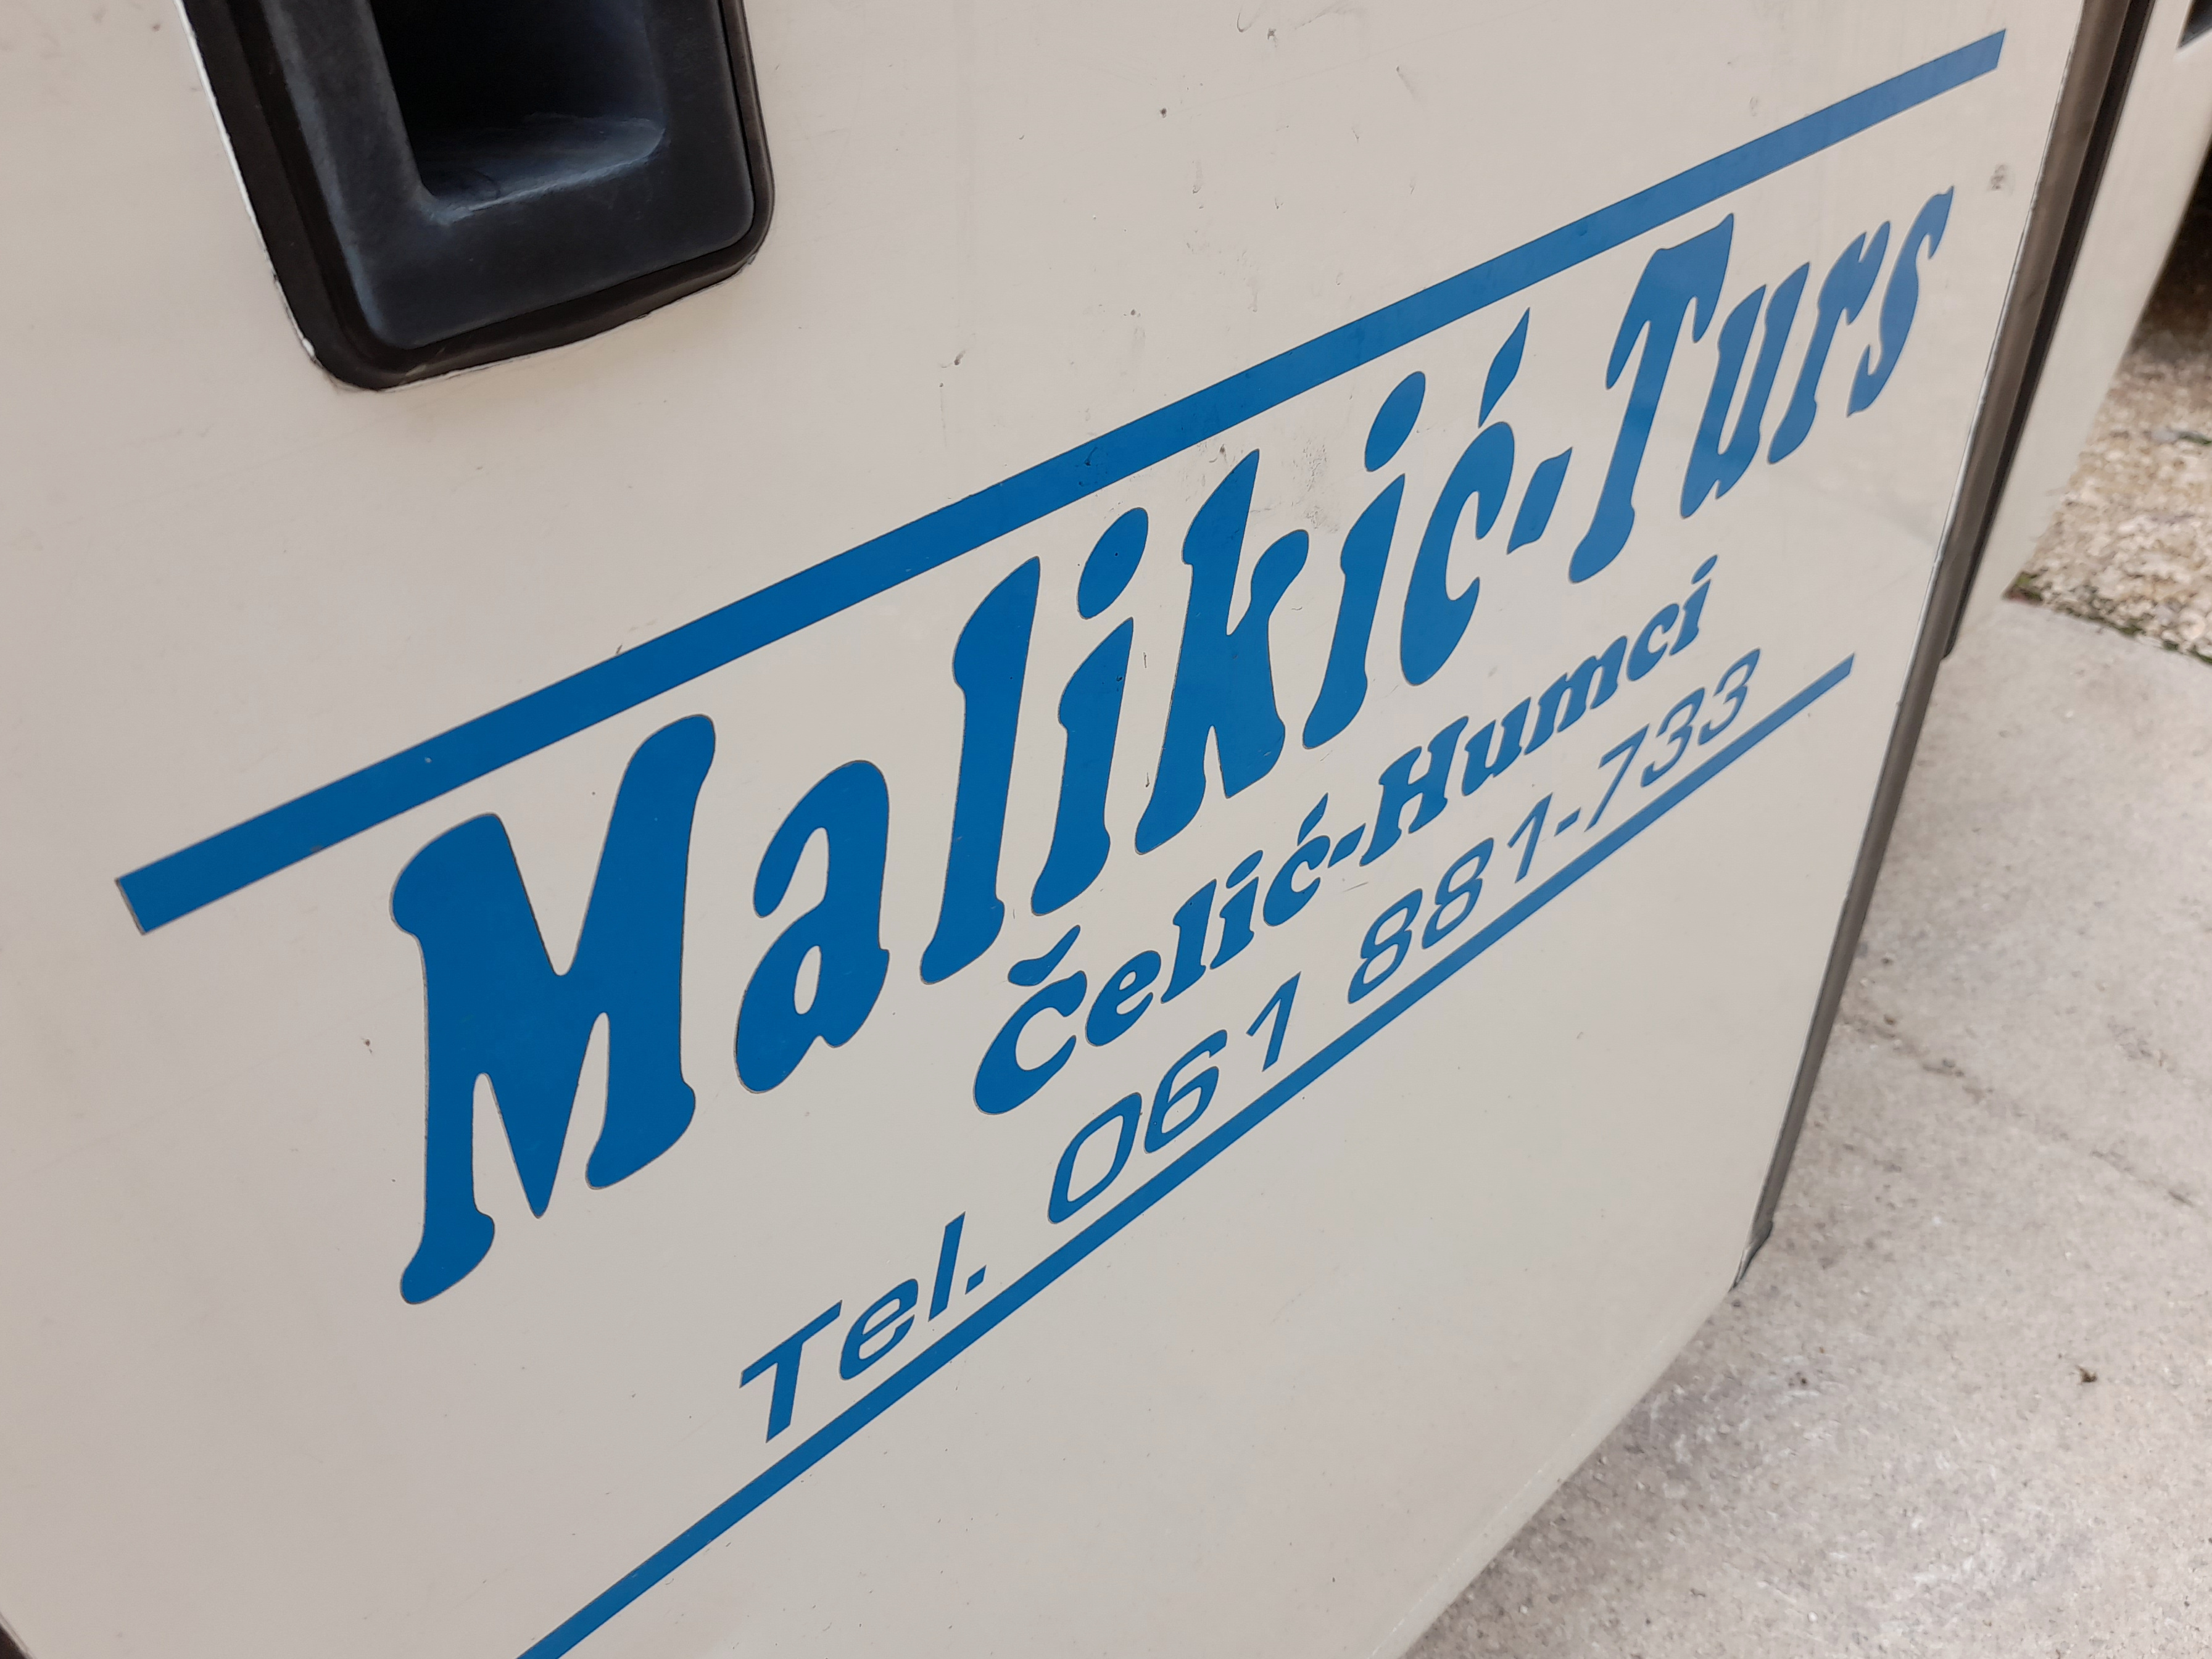 Malikić-Turs
Čelić-Humci
Tel. 061 881-733